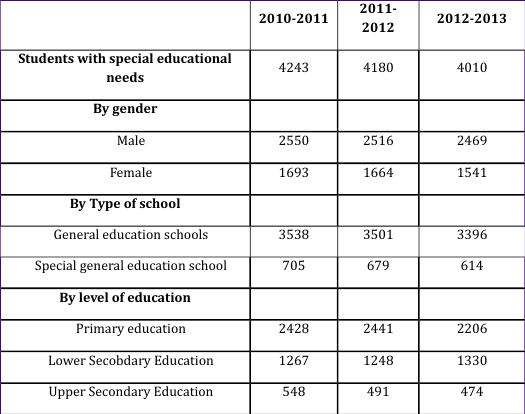 2010-2011 2011-2012 2012-2013
Students with special educational needs 4243 4180 4010
By gender
Male 2550 2516 2469
Female 1693 1664 1541
By Type of school
General education schools 3538 3501 3396
Special general education school 705 679 614
By level of education
Primary education 2428 2441 2206
Lower Secobdary Education 1267 1248 1330
Upper Secondary Education 548 491 474